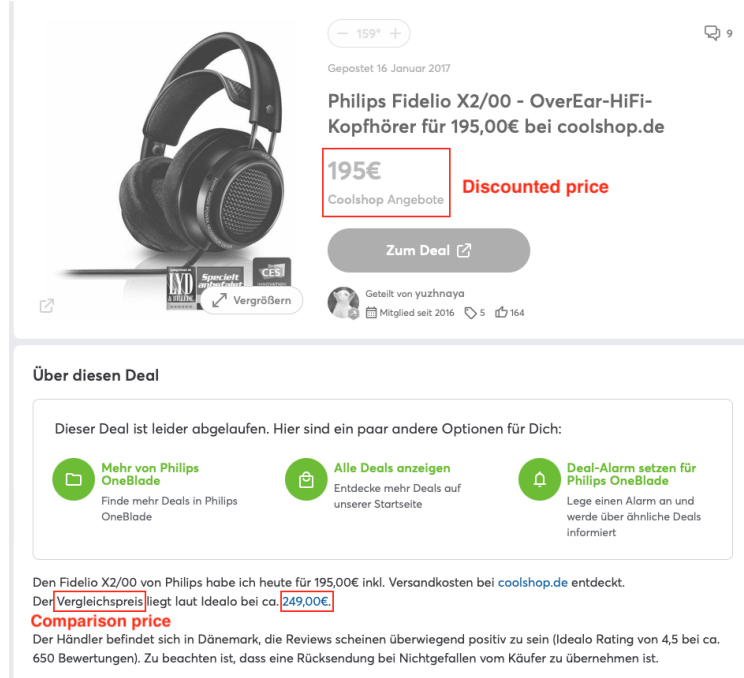 159°
9
Gepostet 16 Januar 2017
Philips Fidelio X2/00 - OverEar-HiFi-
Kopfhörer für 195,00€ bei coolshop.de
195€
Coolshop Angebote
Discounted price
Zum Deal
LYD
& BILLEDE
Specielt
anbefalet
CES
INNOVATION
Vergrößern
Geteilt von yuzhnaya
Mitglied seit 2016 5 164
Über diesen Deal
Dieser Deal ist leider abgelaufen. Hier sind ein paar andere Optionen für Dich:
Mehr von Philips
OneBlade
Finde mehr Deals in Philips
OneBlade
Alle Deals anzeigen
Entdecke mehr Deals auf
unserer Startseite
Deal-Alarm setzen für
Philips OneBlade
Lege einen Alarm an und
werde über ähnliche Deals
informiert
Den Fidelio X2/00 von Philips habe ich heute für 195,00€ inkl. Versandkosten bei coolshop.de entdeckt.
Der Vergleichspreis liegt laut Idealo bei ca. 249,00€.
Comparison price
Der Händler befindet sich in Dänemark, die Reviews scheinen überwiegend positiv zu sein (Idealo Rating von 4,5 bei ca.
650 Bewertungen). Zu beachten ist, dass eine Rücksendung bei Nichtgefallen vom Käufer zu übernehmen ist.